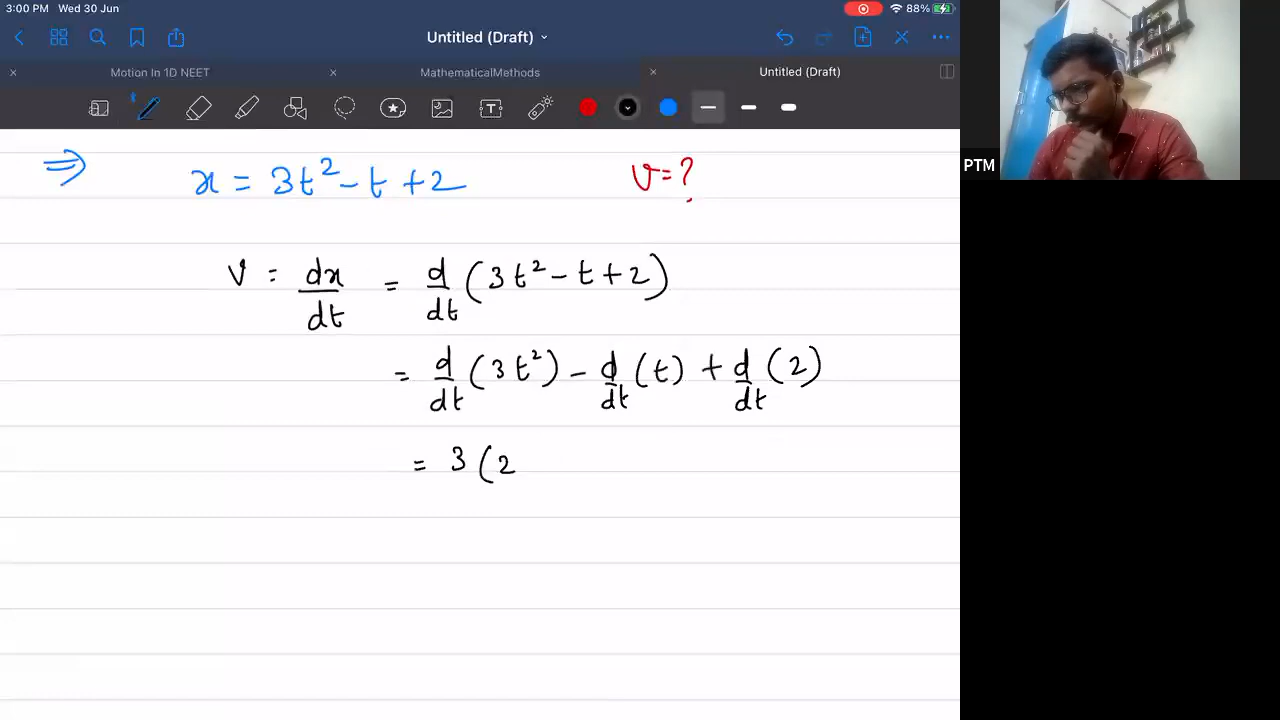 3:00 PM Wed 30 Jun 88%
Untitled (Draft)
Motion In 1D NEET MathematicalMethods Untitled (Draft)
T
PTM
⇒ x = 3t² - t + 2 v = ?
v = dx/dt = d/dt (3t² - t + 2)
= d/dt (3t²) - d/dt (t) + d/dt (2)
= 3 (2